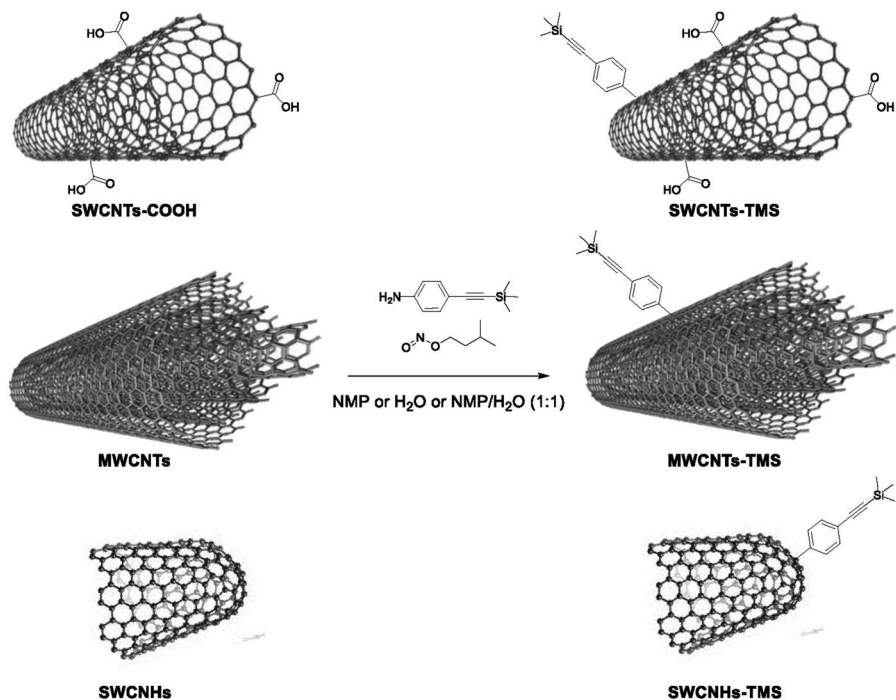 HO
O
O
OH
HO
O
SWCNTs-COOH
Si
HO
O
O
OH
HO
O
SWCNTs-TMS
H₂N
Si
O
N
O
NMP or H₂O or NMP/H₂O (1:1)
MWCNTs
Si
MWCNTs-TMS
SWCNHs
Si
SWCNHs-TMS